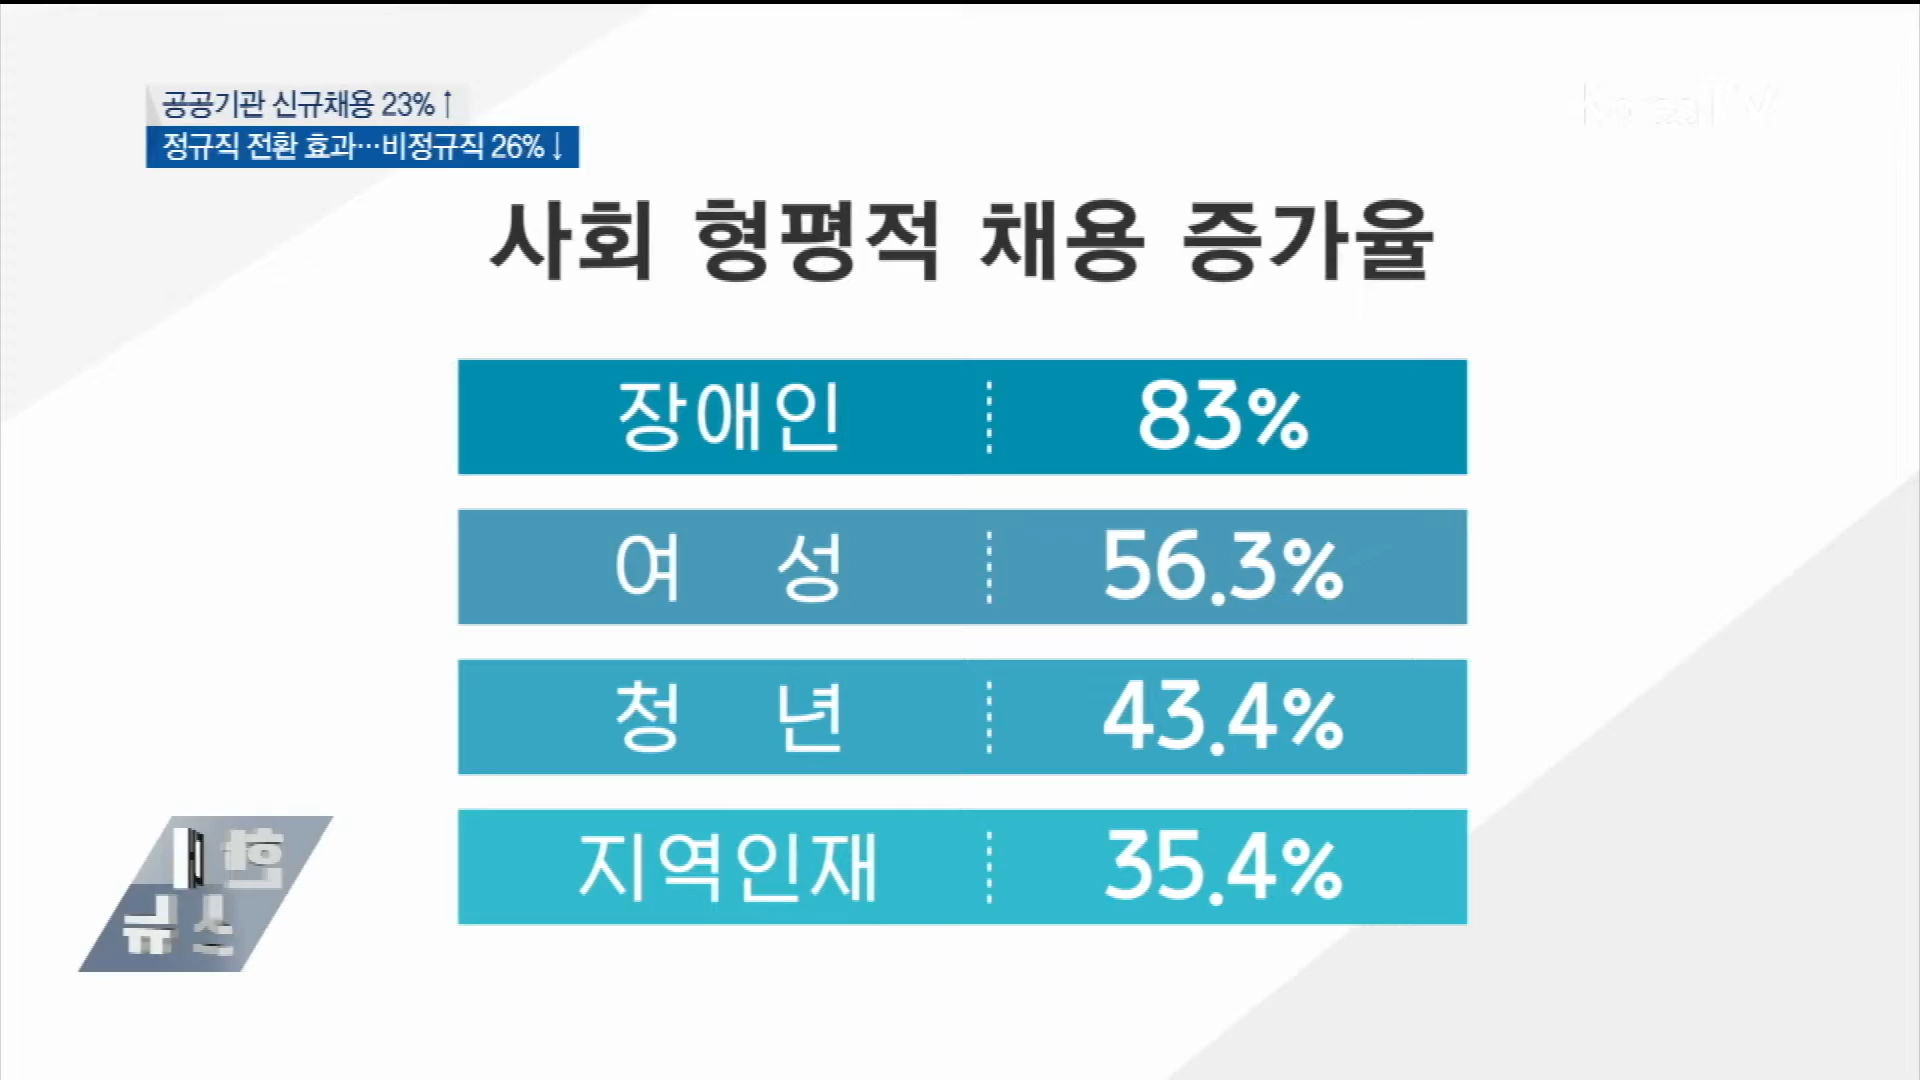 공공기관 신규채용 23%↑
정규직 전환 효과…비정규직 26%↓
사회 형평적 채용 증가율
장애인 83%
여 성 56.3%
청 년 43.4%
지역인재 35.4%
뉴스